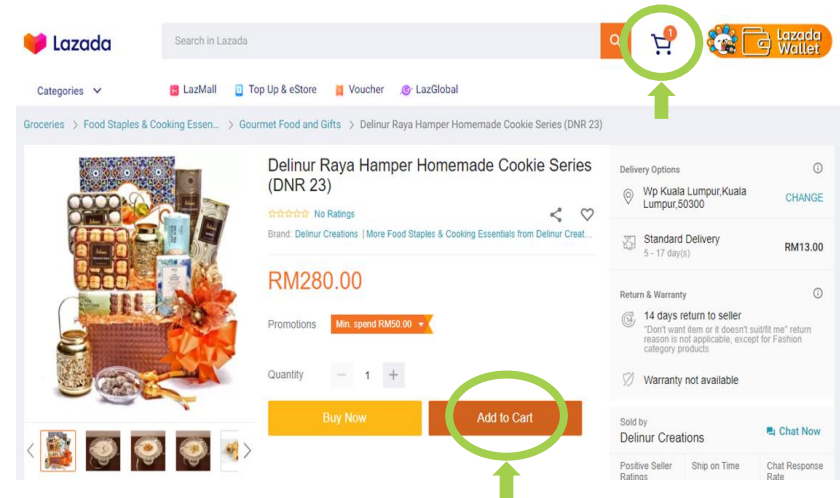 Lazada
Search in Lazada
1
Lazada
Wallet
Categories
LazMall
Top Up & eStore
Voucher
LazGlobal
Groceries > Food Staples & Cooking Essen... > Gourmet Food and Gifts > Delinur Raya Hamper Homemade Cookie Series (DNR 23)
Delinur Raya Hamper Homemade Cookie Series
(DNR 23)
No Ratings
Brand: Delinur Creations | More Food Staples & Cooking Essentials from Delinur Creat...
RM280.00
Promotions
Min. spend RM50.00
Quantity
− 1 +
Buy Now
Add to Cart
Delivery Options
Wp Kuala Lumpur,Kuala
Lumpur,50300
CHANGE
Standard Delivery
5 - 17 day(s)
RM13.00
Return & Warranty
14 days return to seller
"Don't want item or it doesn't suit/fit me" return
reason is not applicable, except for Fashion
category products
Warranty not available
Sold by
Delinur Creations
Chat Now
Positive Seller
Ratings
Ship on Time
Chat Response
Rate